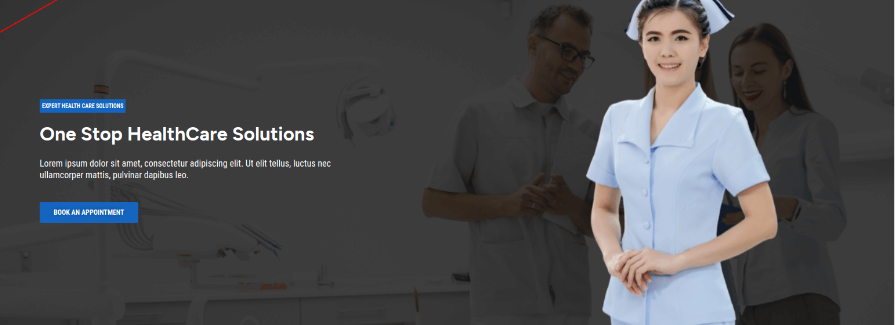 EXPERT HEALTH CARE SOLUTIONS
One Stop HealthCare Solutions
Lorem ipsum dolor sit amet, consectetur adipiscing elit. Ut elit tellus, luctus nec
ullamcorper mattis, pulvinar dapibus leo.
BOOK AN APPOINTMENT